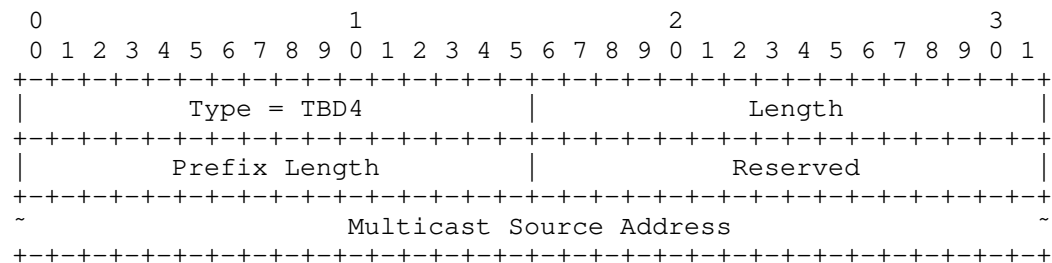 0                   1                   2                   3
 0 1 2 3 4 5 6 7 8 9 0 1 2 3 4 5 6 7 8 9 0 1 2 3 4 5 6 7 8 9 0 1
+-+-+-+-+-+-+-+-+-+-+-+-+-+-+-+-+-+-+-+-+-+-+-+-+-+-+-+-+-+-+-+-+
|          Type = TBD4          |             Length            |
+-+-+-+-+-+-+-+-+-+-+-+-+-+-+-+-+-+-+-+-+-+-+-+-+-+-+-+-+-+-+-+-+
|         Prefix Length         |            Reserved           |
+-+-+-+-+-+-+-+-+-+-+-+-+-+-+-+-+-+-+-+-+-+-+-+-+-+-+-+-+-+-+-+-+
~                    Multicast Source Address                   ~
+-+-+-+-+-+-+-+-+-+-+-+-+-+-+-+-+-+-+-+-+-+-+-+-+-+-+-+-+-+-+-+-+